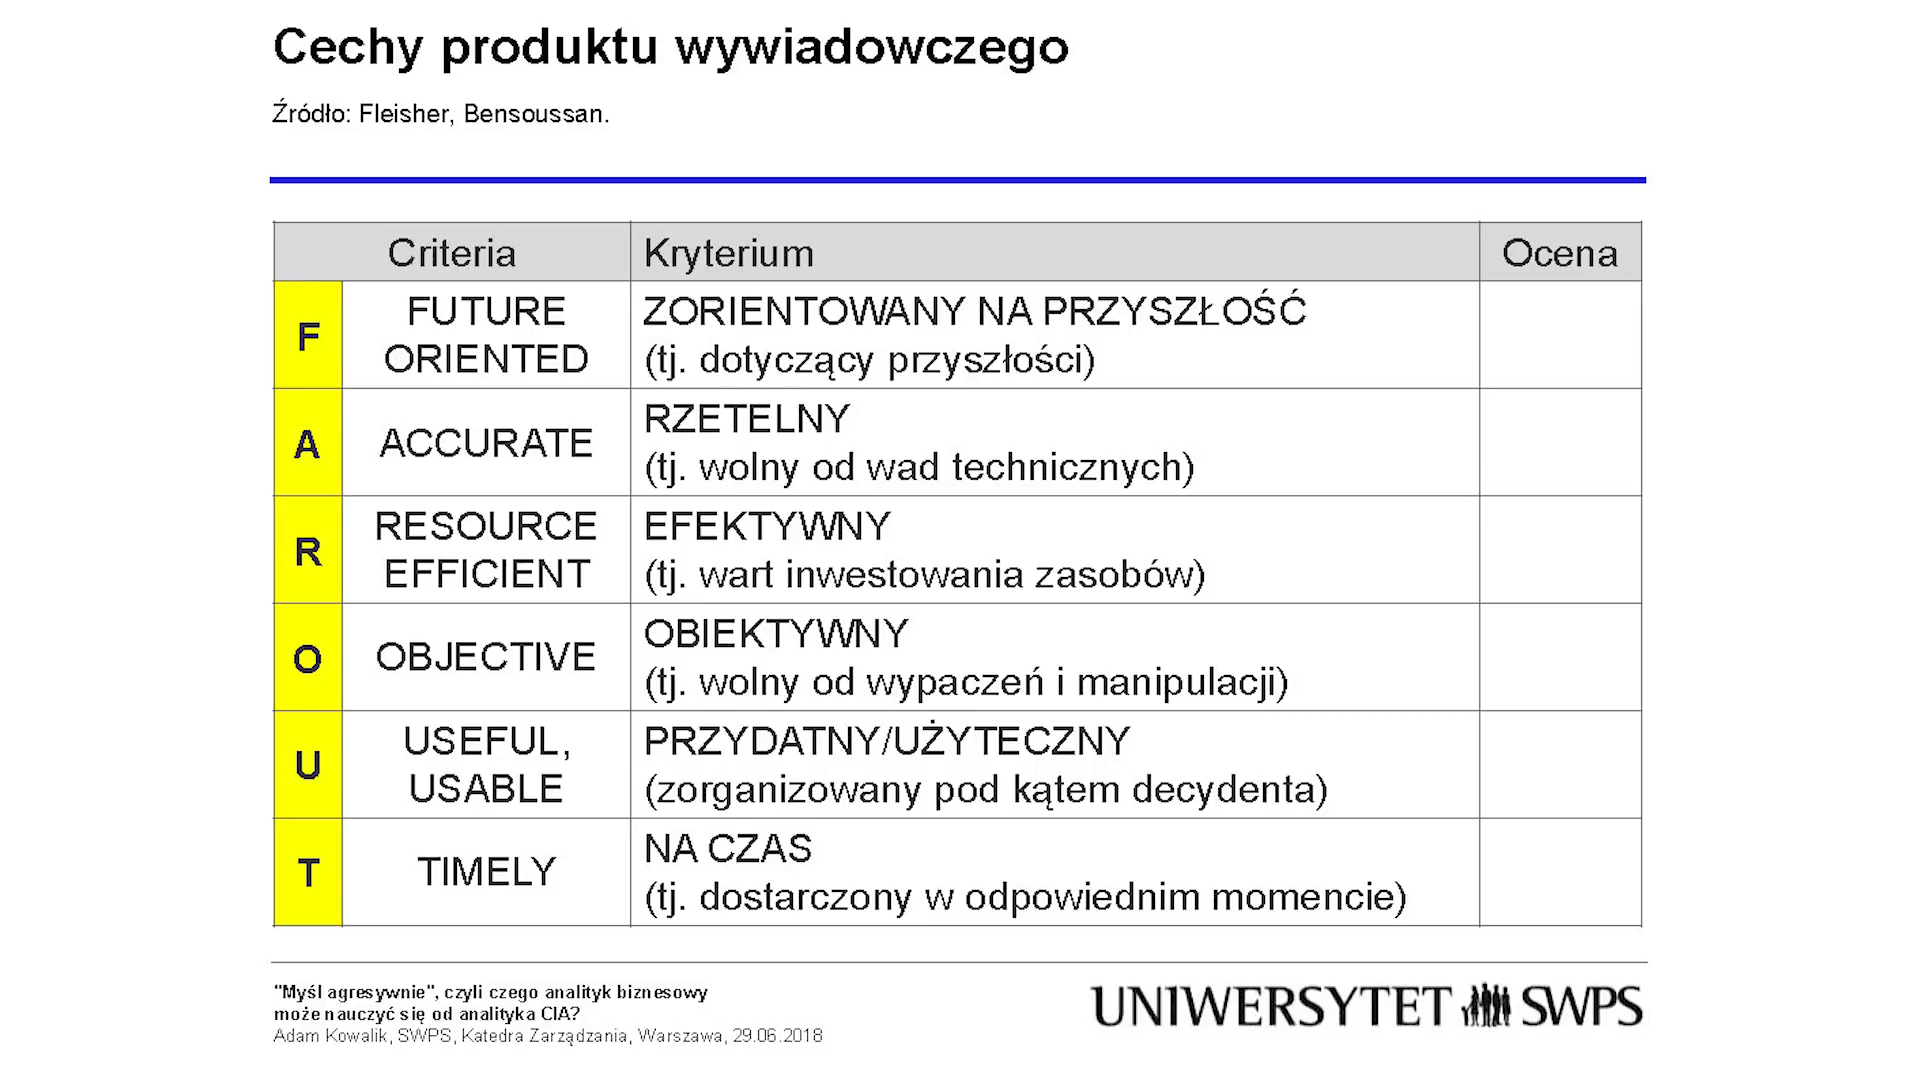 Cechy produktu wywiadowczego
Źródło: Fleisher, Bensoussan.
Criteria Kryterium Ocena
F
FUTURE
ORIENTED
ZORIENTOWANY NA PRZYSZŁOŚĆ
(tj. dotyczący przyszłości)
A
ACCURATE
RZETELNY
(tj. wolny od wad technicznych)
R
RESOURCE
EFFICIENT
EFEKTYWNY
(tj. wart inwestowania zasobów)
O
OBJECTIVE
OBIEKTYWNY
(tj. wolny od wypaczeń i manipulacji)
U
USEFUL,
USABLE
PRZYDATNY/UŻYTECZNY
(zorganizowany pod kątem decydenta)
T
TIMELY
NA CZAS
(tj. dostarczony w odpowiednim momencie)
"Myśl agresywnie", czyli czego analityk biznesowy
może nauczyć się od analityka CIA?
Adam Kowalik, SWPS, Katedra Zarządzania, Warszawa, 29.06.2018
UNIWERSYTET SWPS